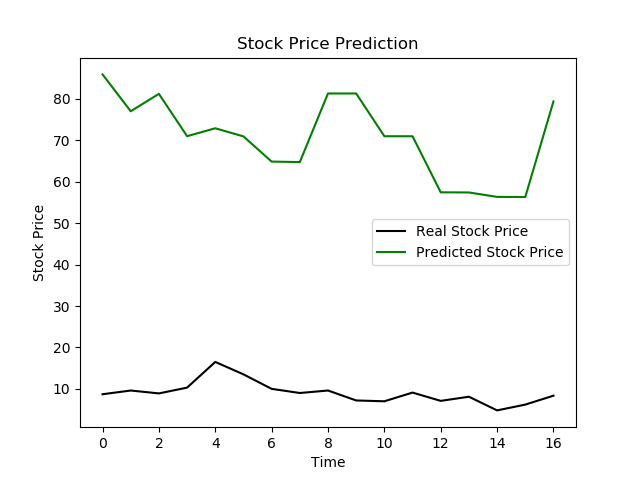 Stock Price Prediction
Stock Price
80
70
60
50
40
30
20
10
Real Stock Price
Predicted Stock Price
0 2 4 6 8 10 12 14 16
Time